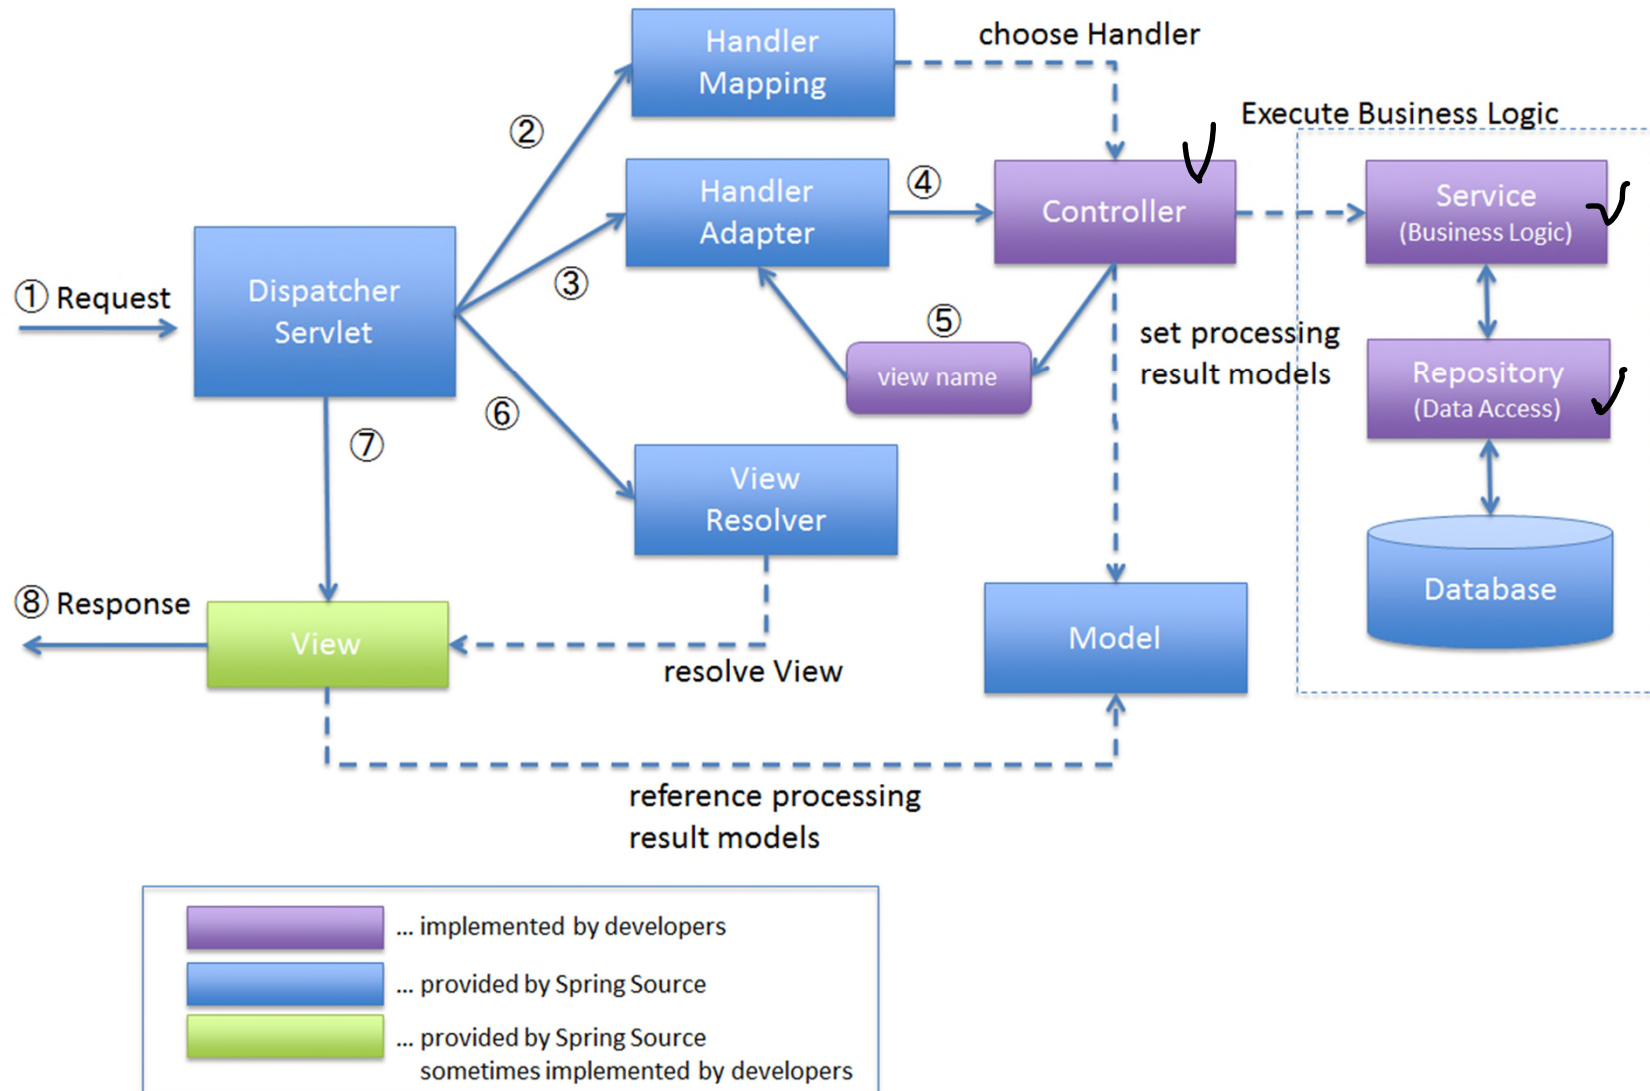 Handler
Mapping
choose Handler
Execute Business Logic
②
Handler
Adapter
④
Controller
Service
(Business Logic)
① Request
Dispatcher
Servlet
③
⑤
view name
set processing
result models
Repository
(Data Access)
⑥
⑦
View
Resolver
Database
⑧ Response
View
resolve View
Model
reference processing
result models
... implemented by developers
... provided by Spring Source
... provided by Spring Source
sometimes implemented by developers